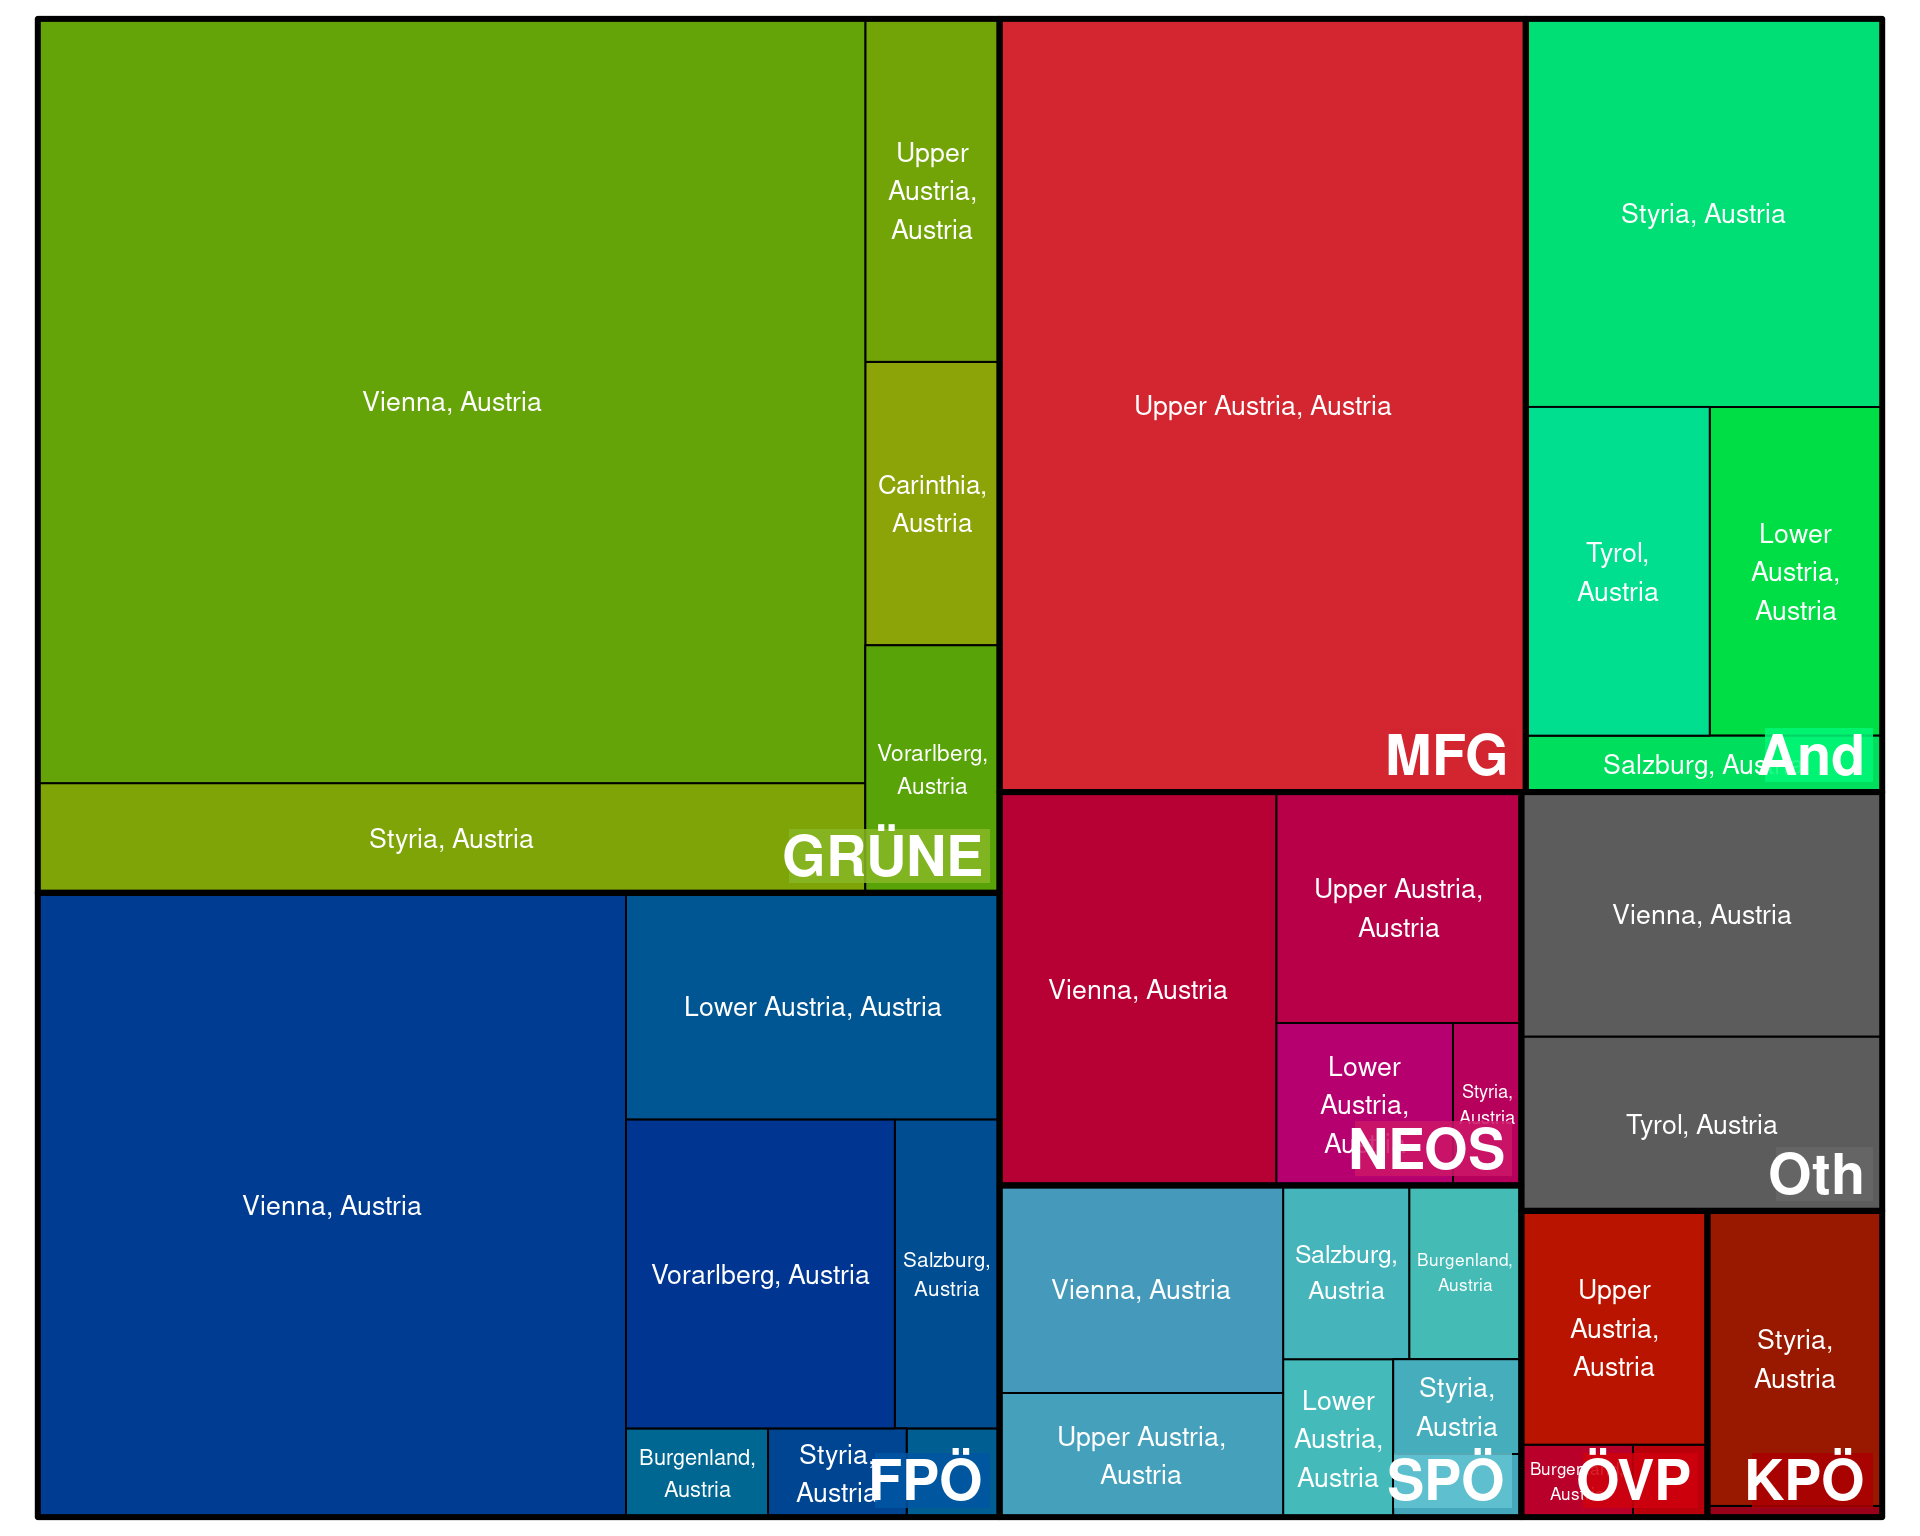 Vienna, Austria
Upper
Austria,
Austria
Carinthia,
Austria
Vorarlberg,
Austria
Styria, Austria
GRÜNE
Upper Austria, Austria
MFG
Styria, Austria
Tyrol,
Austria
Lower
Austria,
Austria
Salzburg, Austria
And
Vienna, Austria
Lower Austria, Austria
Vorarlberg, Austria
Salzburg,
Austria
Burgenland,
Austria
Styria,
Austria
FPÖ
Vienna, Austria
Upper Austria,
Austria
Lower
Austria,
Austria
Styria,
Austria
NEOS
Vienna, Austria
Tyrol, Austria
Oth
Vienna, Austria
Upper Austria,
Austria
Salzburg,
Austria
Burgenland,
Austria
Lower
Austria,
Austria
Styria,
Austria
SPÖ
Upper
Austria,
Austria
Burgenland,
Austria
ÖVP
Styria,
Austria
KPÖ